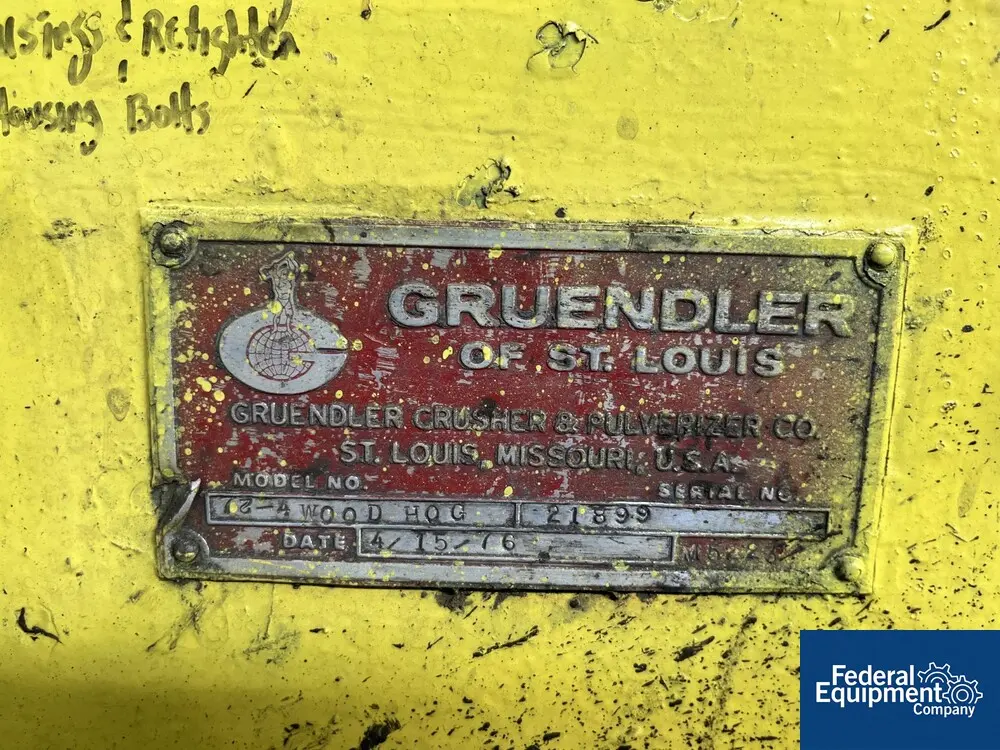 & Retighten
Housing Bolts
GRUENDLER
OF ST. LOUIS
GRUENDLER CRUSHER & PULVERIZER CO.
ST. LOUIS, MISSOURI, U.S.A.
MODEL NO.
SERIAL NO.
WOOD HOG
21899
DATE
4/15/76
Federal
Equipment
Company